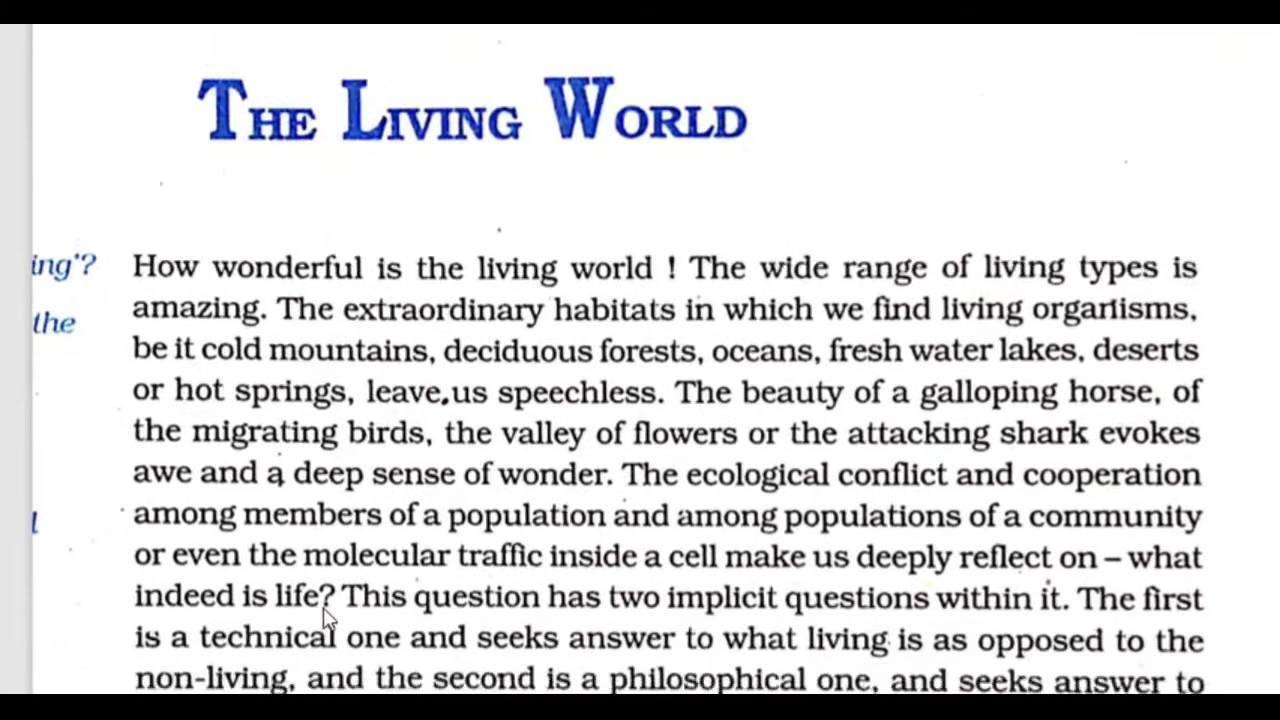 THE LIVING WORLD
ing'?
the
l
How wonderful is the living world ! The wide range of living types is
amazing. The extraordinary habitats in which we find living organisms,
be it cold mountains, deciduous forests, oceans, fresh water lakes, deserts
or hot springs, leave us speechless. The beauty of a galloping horse, of
the migrating birds, the valley of flowers or the attacking shark evokes
awe and a deep sense of wonder. The ecological conflict and cooperation
among members of a population and among populations of a community
or even the molecular traffic inside a cell make us deeply reflect on – what
indeed is life? This question has two implicit questions within it. The first
is a technical one and seeks answer to what living is as opposed to the
non-living, and the second is a philosophical one, and seeks answer to